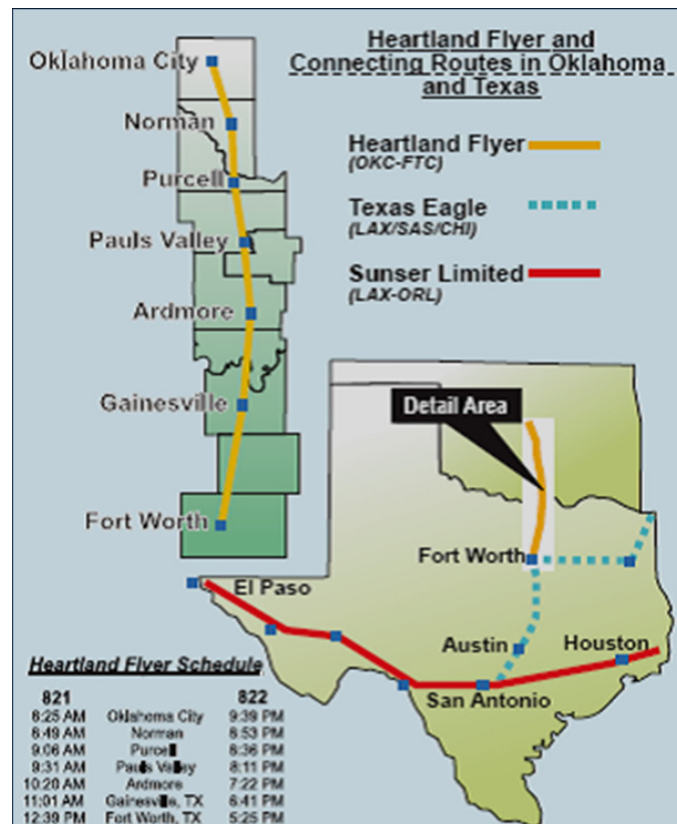 Heartland Flyer and
Connecting Routes in Oklahoma
and Texas
Heartland Flyer
(OKC-FTC)
Texas Eagle
(LAX/SAS/CHI)
Sunser Limited
(LAX-ORL)
Oklahoma City
Norman
Purcell
Pauls Valley
Ardmore
Gainesville
Fort Worth
Detail Area
Fort Worth
El Paso
Austin
Houston
San Antonio
Heartland Flyer Schedule
821 822
8:25 AM Oklahoma City 9:39 PM
8:49 AM Norman 8:53 PM
9:06 AM Purcell 8:36 PM
9:31 AM Pauls Valley 8:11 PM
10:20 AM Ardmore 7:22 PM
11:01 AM Gainesville, TX 6:41 PM
12:39 PM Fort Worth, TX 5:25 PM